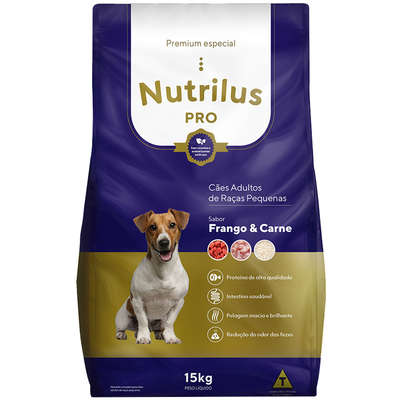 Premium especial
Nutrilus
PRO
Cães Adultos
de Raças Pequenas
Sabor
Frango & Carne
Proteína de alta qualidade
Intestino saudável
Pelagem macia e brilhante
Redução do odor das fezes
15kg
PESO LÍQUIDO
T